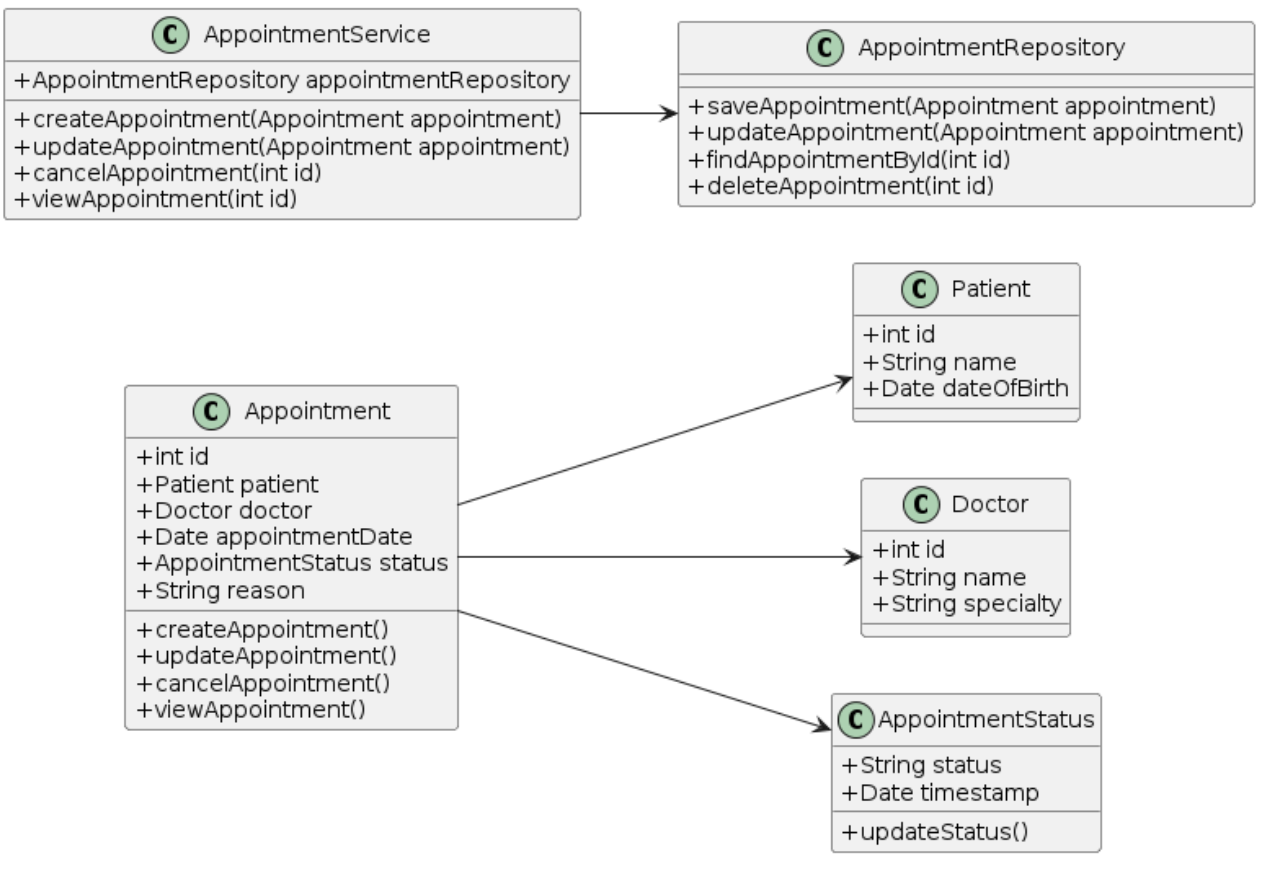 C AppointmentService
+AppointmentRepository appointmentRepository
+createAppointment(Appointment appointment)
+updateAppointment(Appointment appointment)
+cancelAppointment(int id)
+viewAppointment(int id)
C AppointmentRepository
+saveAppointment(Appointment appointment)
+updateAppointment(Appointment appointment)
+findAppointmentById(int id)
+deleteAppointment(int id)
C Patient
+int id
+String name
+Date dateOfBirth
C Appointment
+int id
+Patient patient
+Doctor doctor
+Date appointmentDate
+AppointmentStatus status
+String reason
+createAppointment()
+updateAppointment()
+cancelAppointment()
+viewAppointment()
C Doctor
+int id
+String name
+String specialty
C AppointmentStatus
+String status
+Date timestamp
+updateStatus()